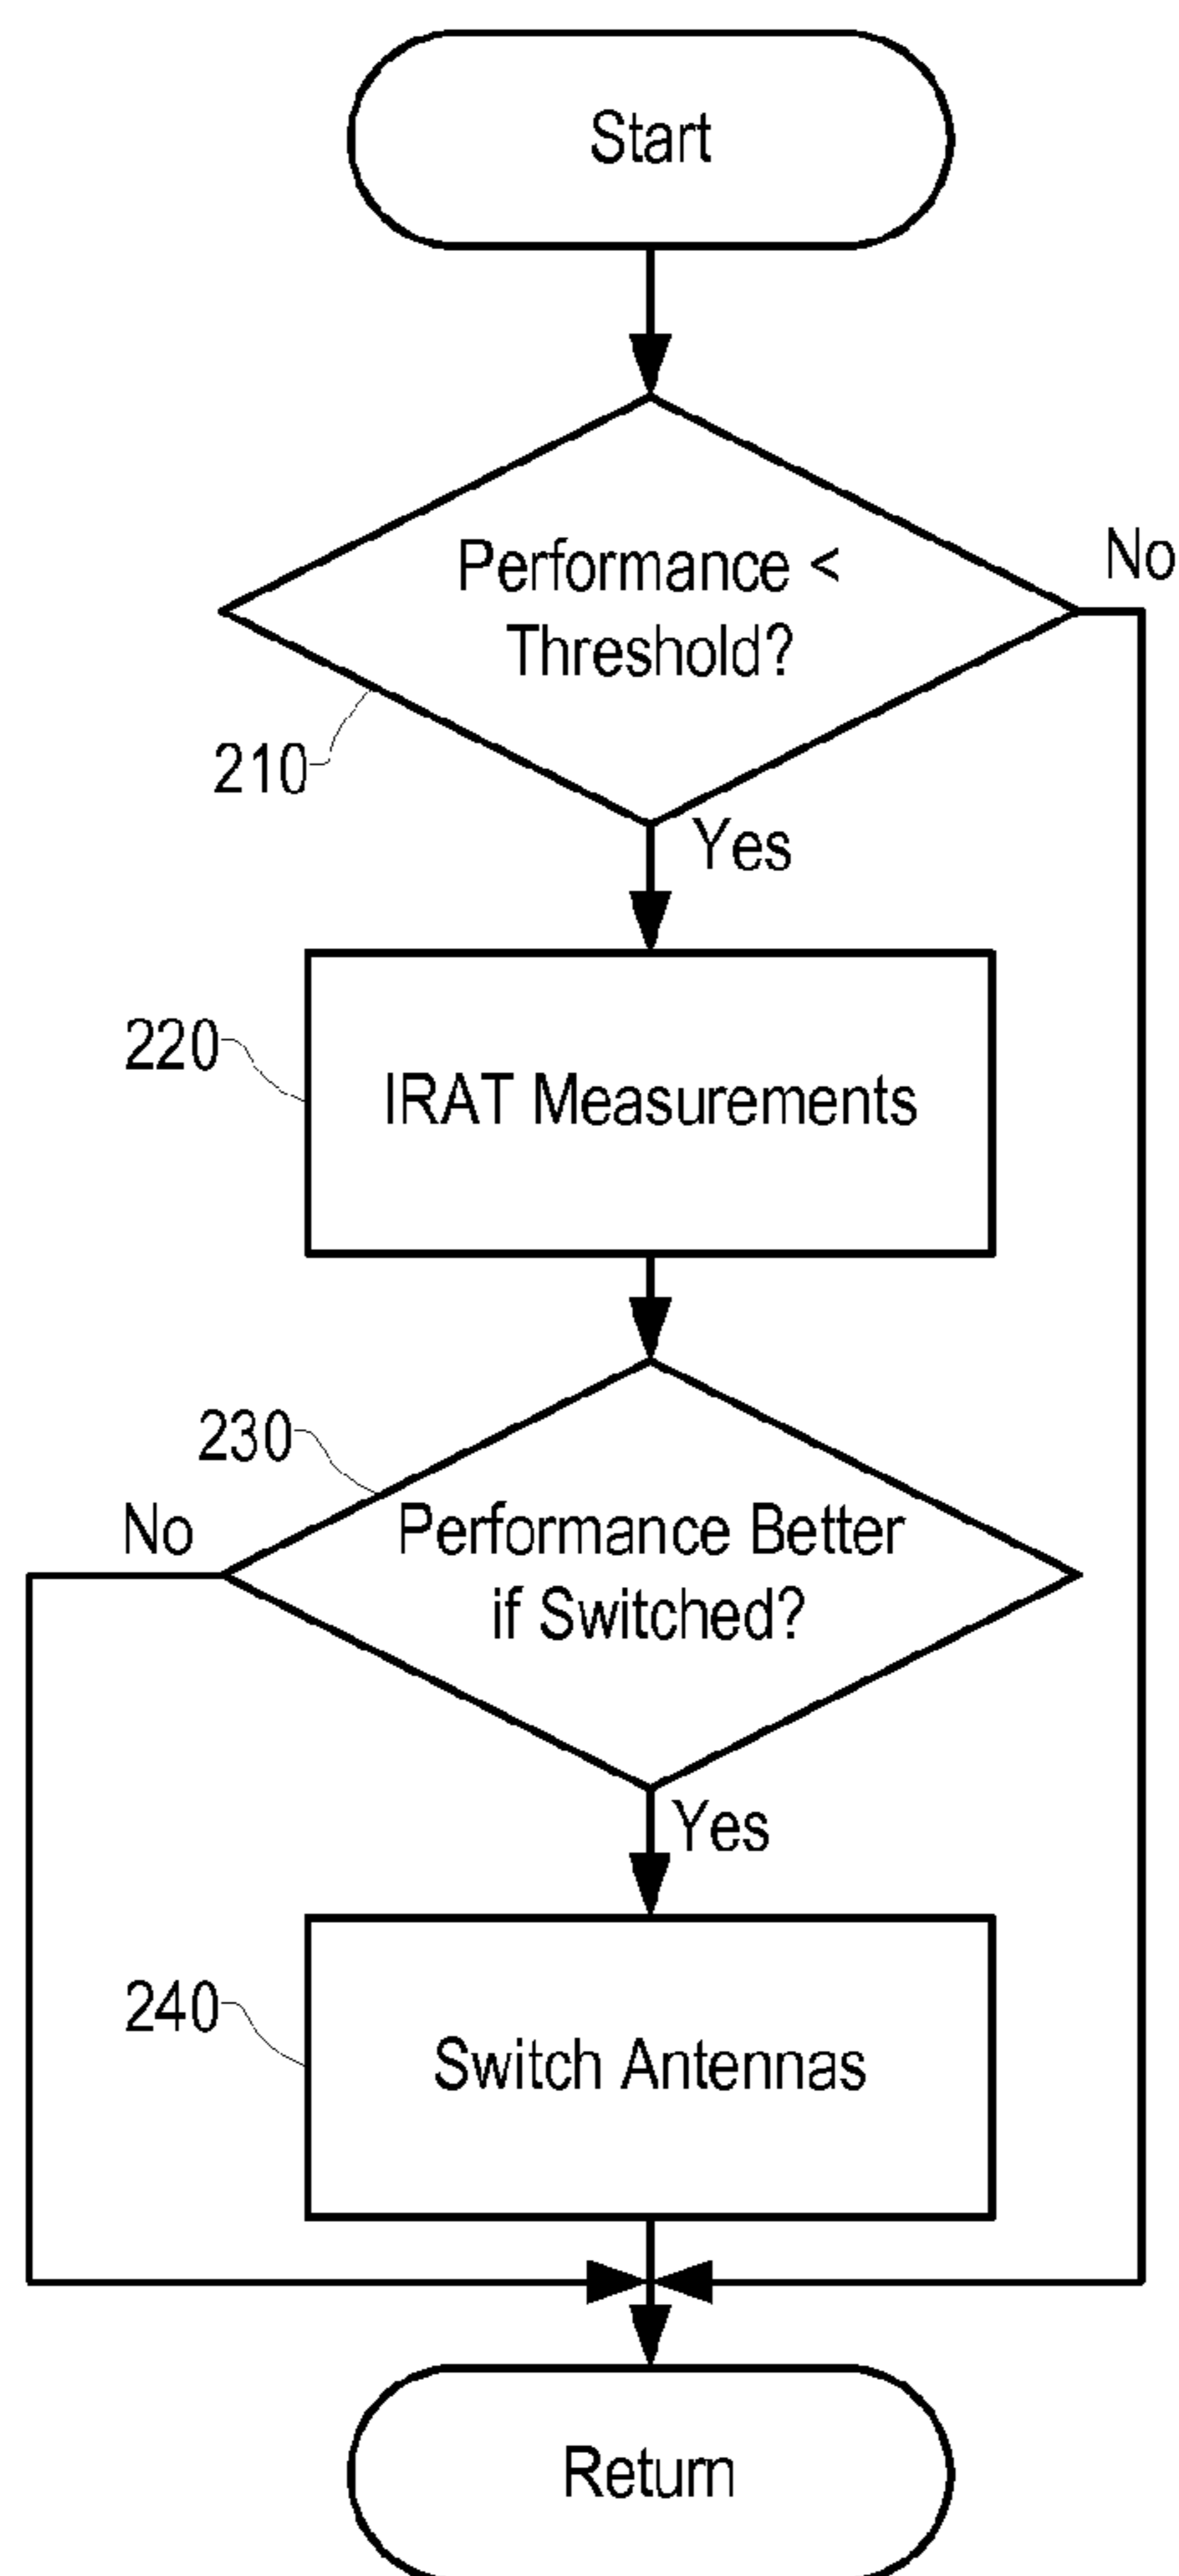 Start
Performance <
Threshold?
No
210
Yes
220
IRAT Measurements
230
No
Performance Better
if Switched?
Yes
240
Switch Antennas
Return